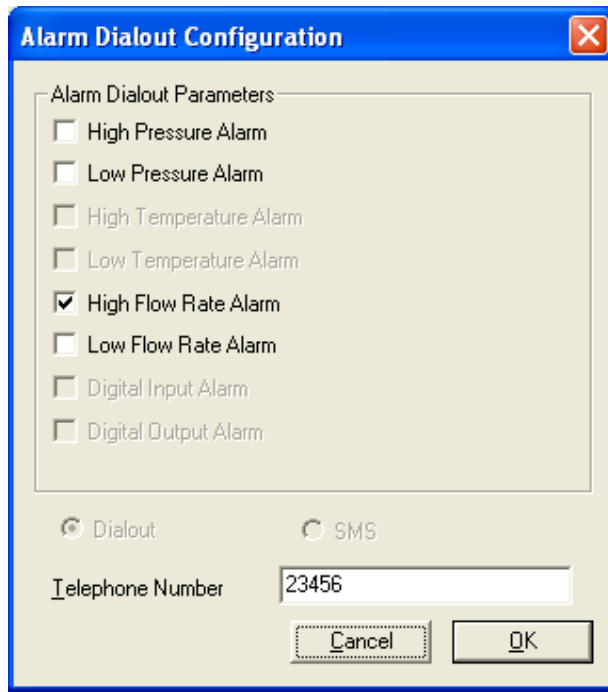 Alarm Dialout Configuration
Alarm Dialout Parameters
High Pressure Alarm
Low Pressure Alarm
High Temperature Alarm
Low Temperature Alarm
High Flow Rate Alarm
Low Flow Rate Alarm
Digital Input Alarm
Digital Output Alarm
Dialout SMS
Telephone Number 23456
Cancel OK